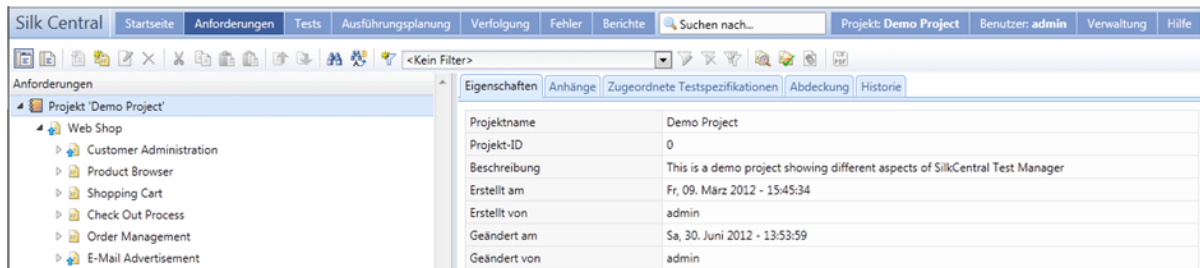 Silk Central Startseite Anforderungen Tests Ausführungsplanung Verfolgung Fehler Berichte Suchen nach... Projekt: Demo Project Benutzer: admin Verwaltung Hilfe
<Kein Filter> PDF
Anforderungen
Eigenschaften Anhänge Zugeordnete Testspezifikationen Abdeckung Historie
Projekt 'Demo Project'
Web Shop
Customer Administration
Product Browser
Shopping Cart
Check Out Process
Order Management
E-Mail Advertisement
Projektname Demo Project
Projekt-ID 0
Beschreibung This is a demo project showing different aspects of SilkCentral Test Manager
Erstellt am Fr, 09. März 2012 - 15:45:34
Erstellt von admin
Geändert am Sa, 30. Juni 2012 - 13:53:59
Geändert von admin